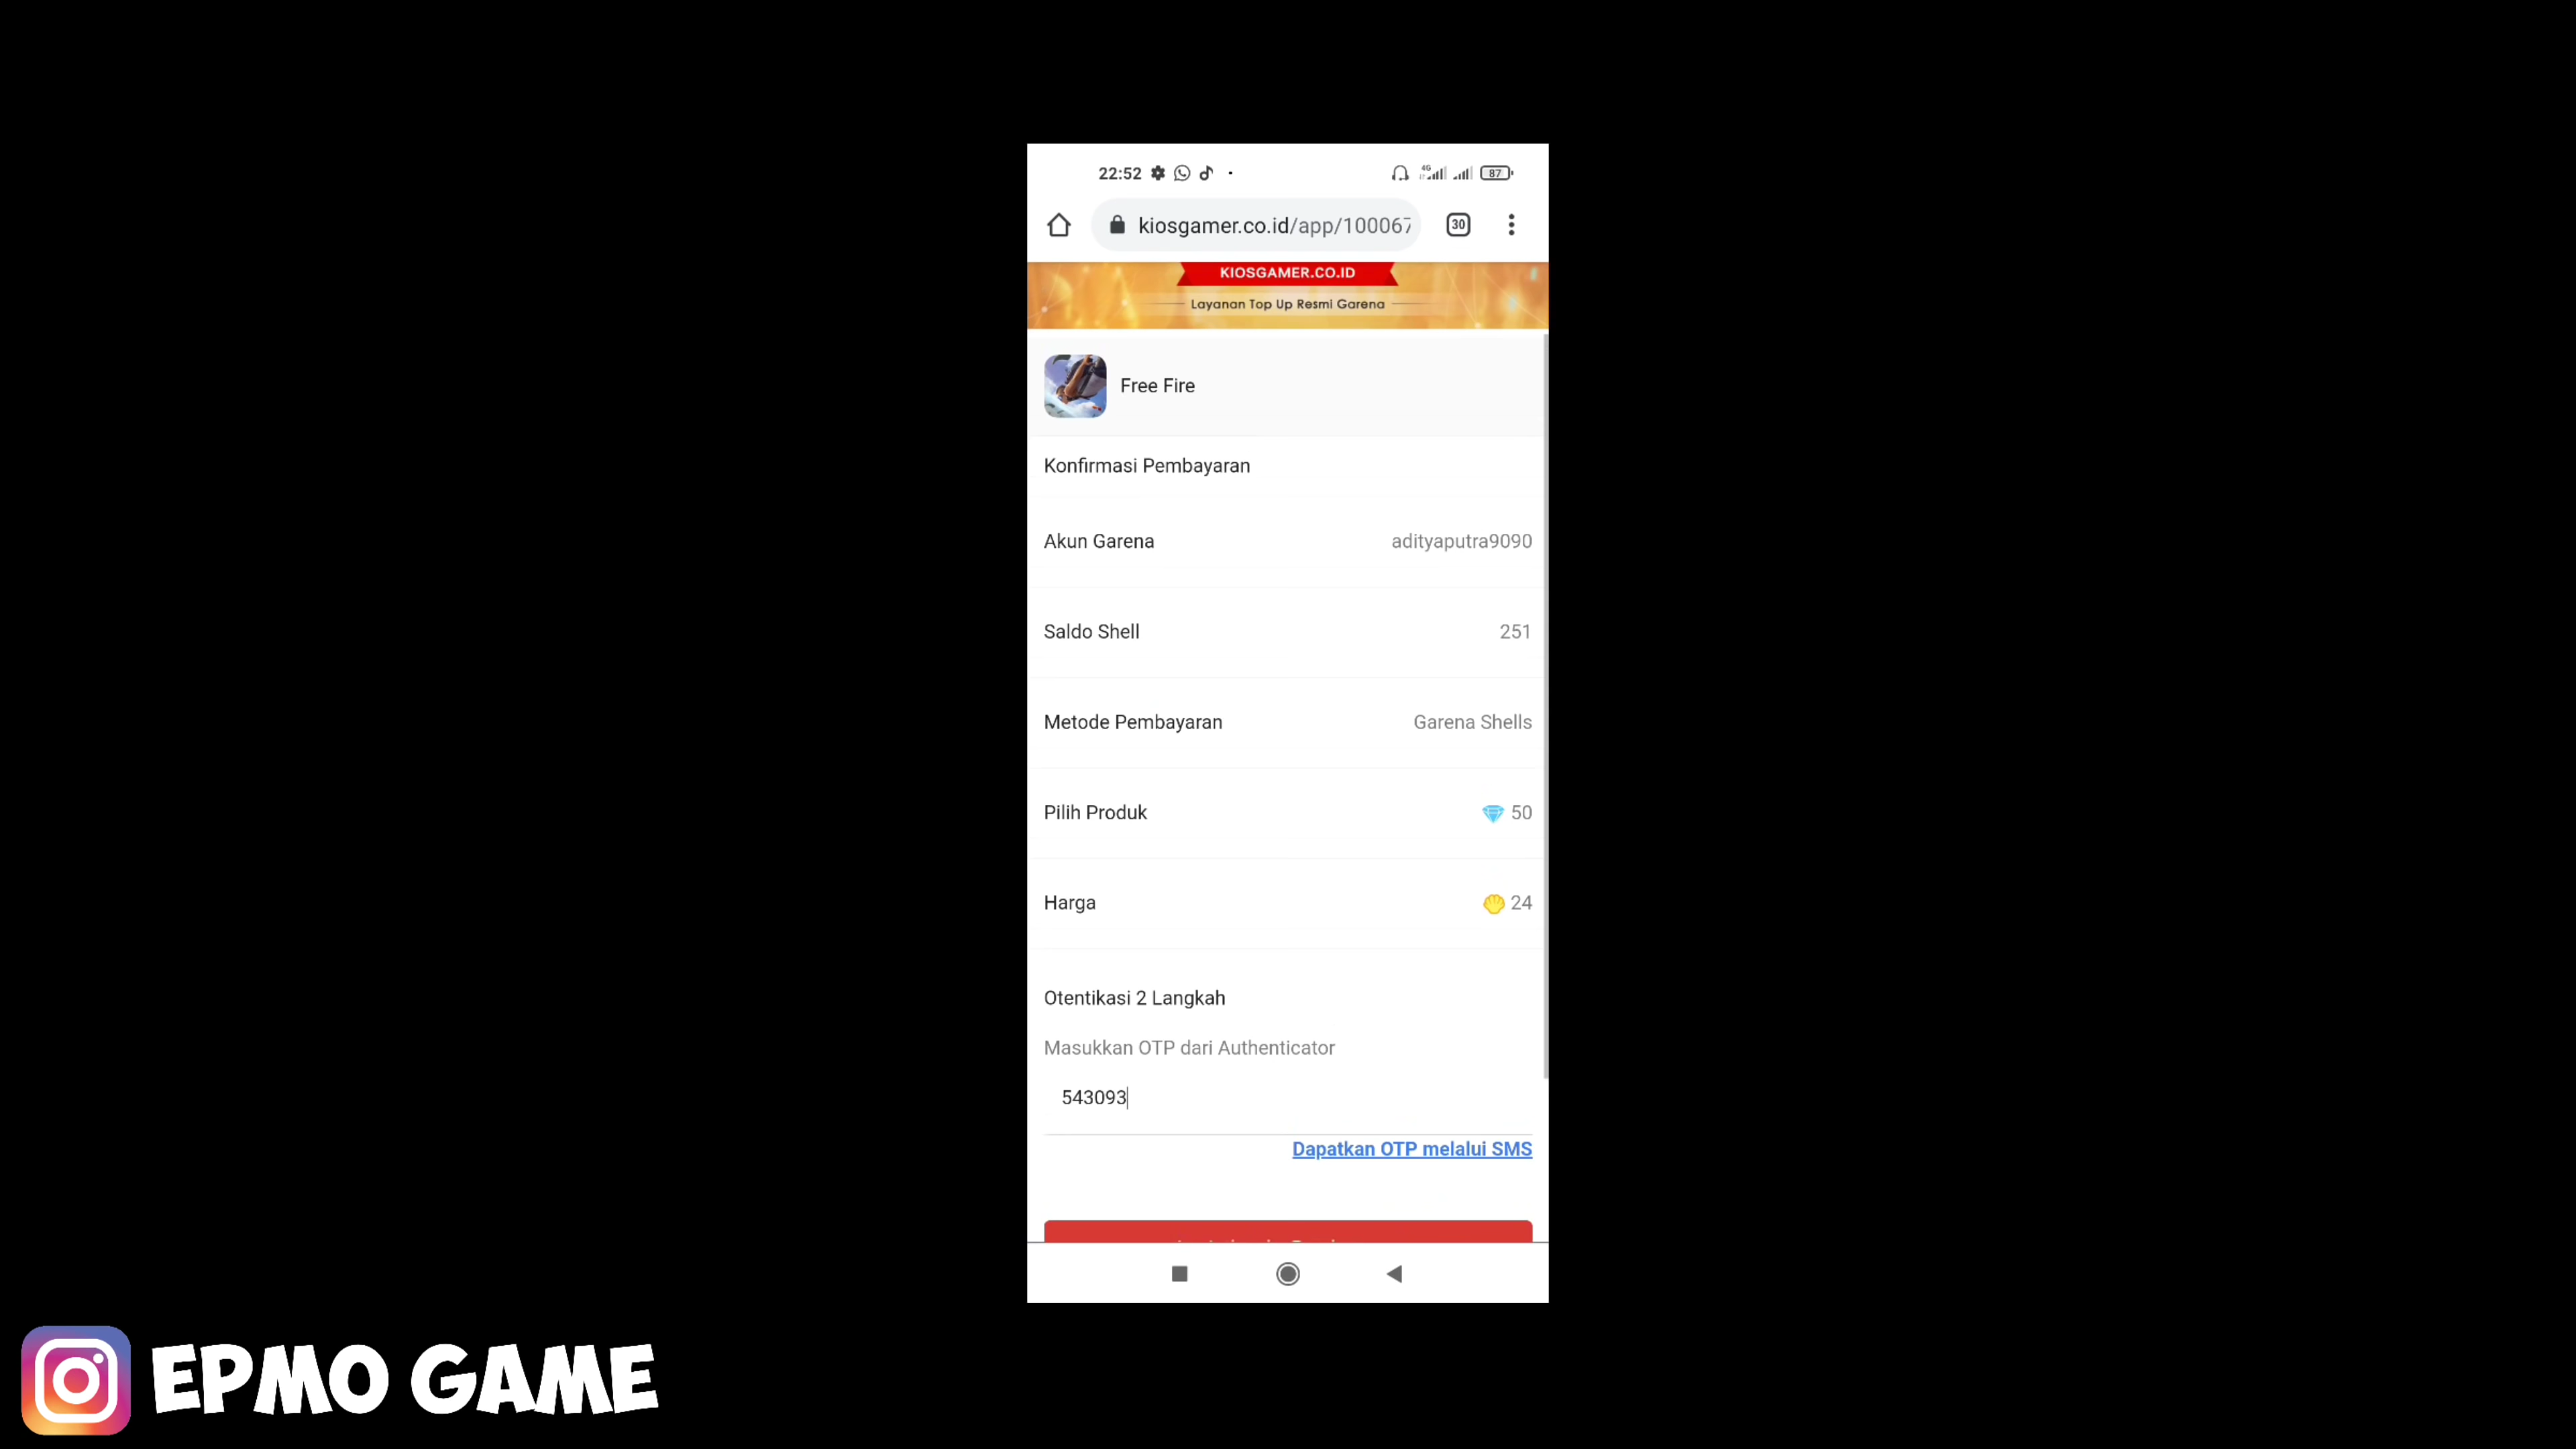 22:52
4G
87
kiosgamer.co.id/app/100067
30
KIOSGAMER.CO.ID
Layanan Top Up Resmi Garena
Free Fire
Konfirmasi Pembayaran
Akun Garena adityaputra9090
Saldo Shell 251
Metode Pembayaran Garena Shells
Pilih Produk 50
Harga 24
Otentikasi 2 Langkah
Masukkan OTP dari Authenticator
543093
Dapatkan OTP melalui SMS
EPMO GAME